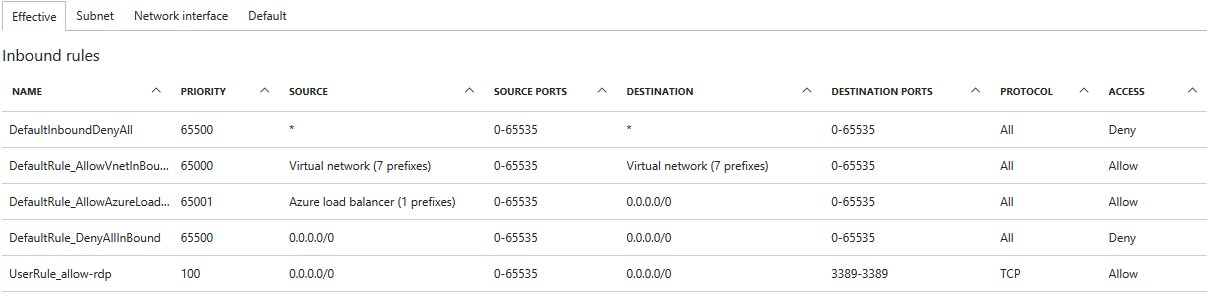 Effective Subnet Network interface Default
Inbound rules
NAME PRIORITY SOURCE SOURCE PORTS DESTINATION DESTINATION PORTS PROTOCOL ACCESS
DefaultInboundDenyAll 65500 * 0-65535 * 0-65535 All Deny
DefaultRule_AllowVnetInBou... 65000 Virtual network (7 prefixes) 0-65535 Virtual network (7 prefixes) 0-65535 All Allow
DefaultRule_AllowAzureLoad... 65001 Azure load balancer (1 prefixes) 0-65535 0.0.0.0/0 0-65535 All Allow
DefaultRule_DenyAllInBound 65500 0.0.0.0/0 0-65535 0.0.0.0/0 0-65535 All Deny
UserRule_allow-rdp 100 0.0.0.0/0 0-65535 0.0.0.0/0 3389-3389 TCP Allow